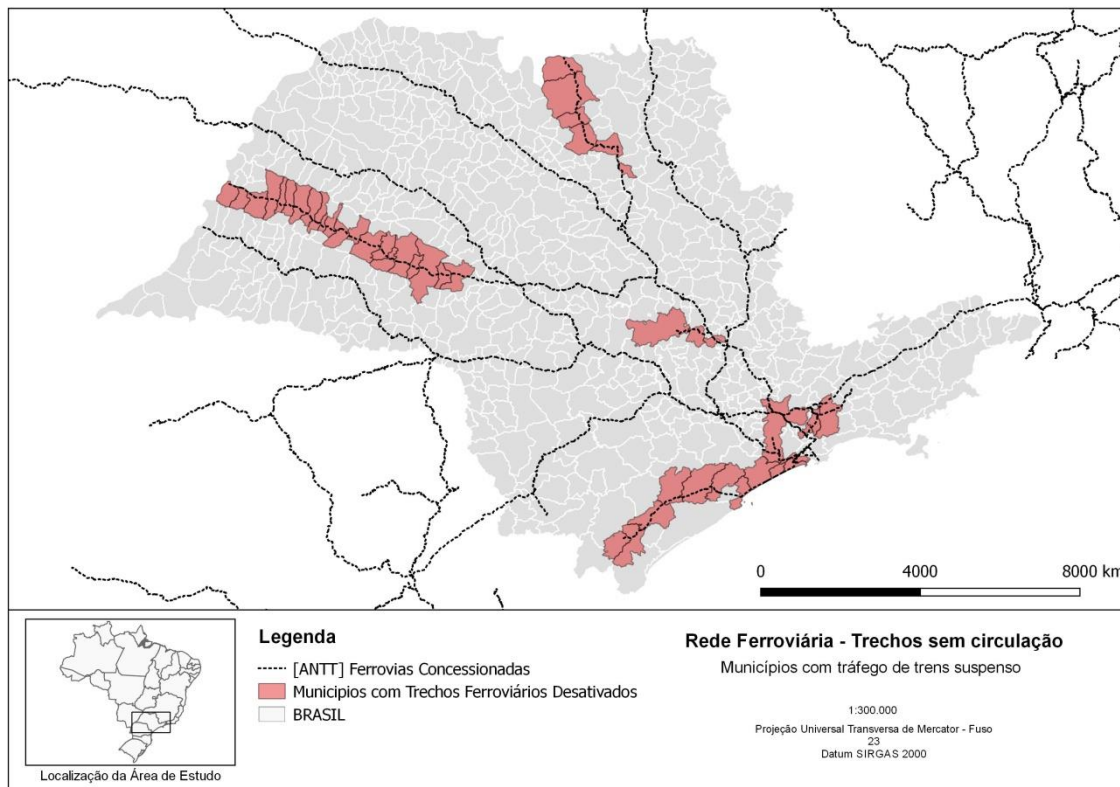 0 4000 8000 km
Legenda
[ANTT] Ferrovias Concessionadas
Municipios com Trechos Ferroviários Desativados
BRASIL
Localização da Área de Estudo
Rede Ferroviária - Trechos sem circulação
Municípios com tráfego de trens suspenso
1:300.000
Projeção Universal Transversa de Mercator - Fuso
23
Datum SIRGAS 2000